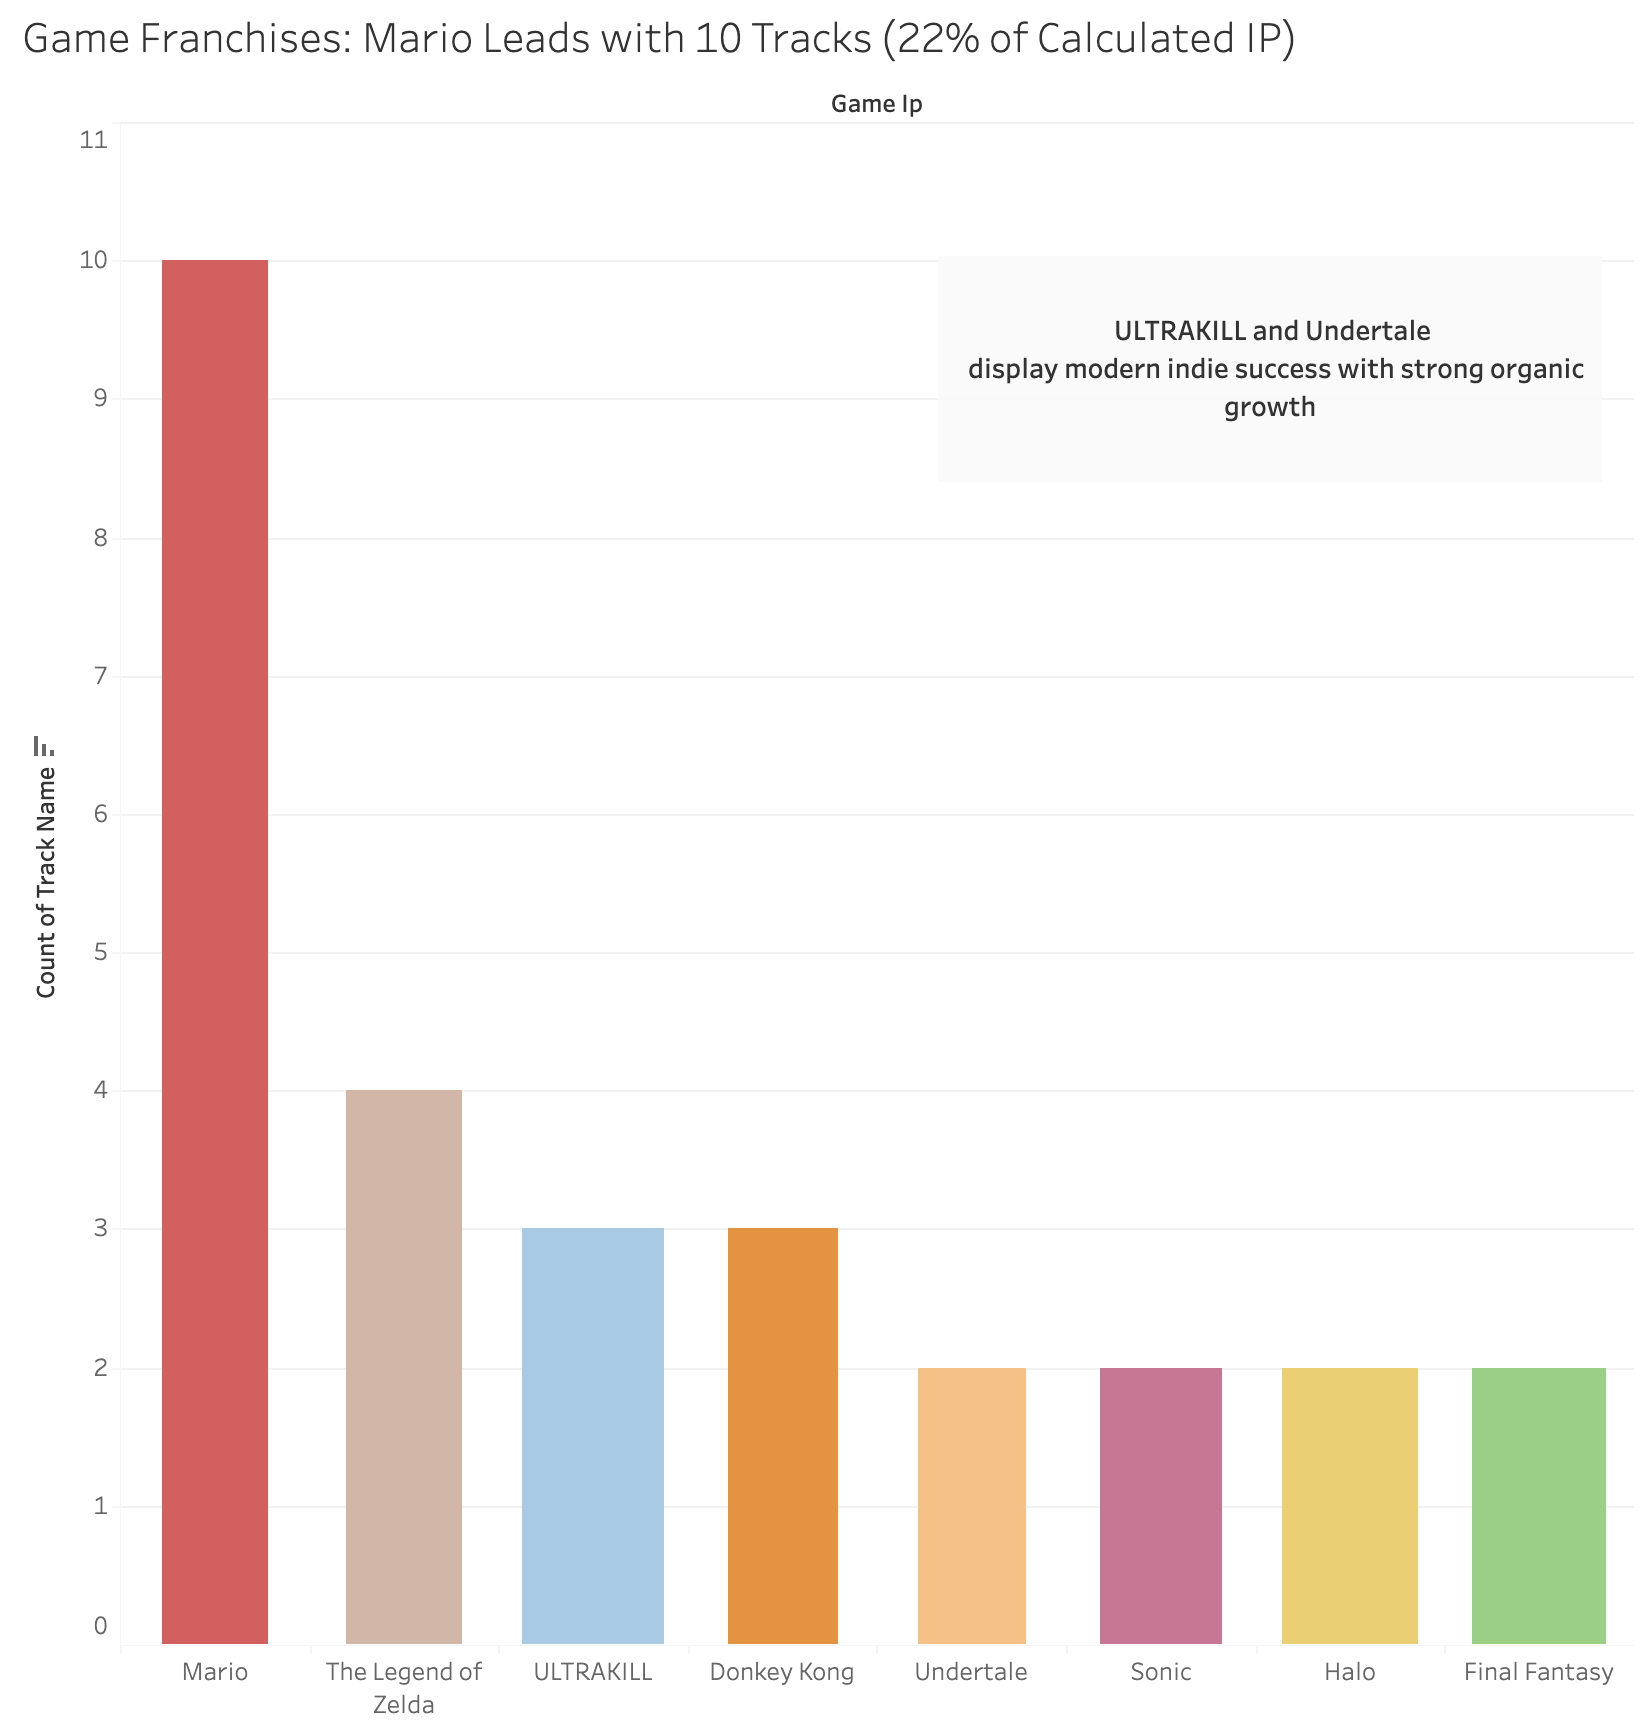 Game Franchises: Mario Leads with 10 Tracks (22% of Calculated IP)
Game Ip
11
10
9
8
7
6
5
4
3
2
1
0
Count of Track Name
ULTRAKILL and Undertale
display modern indie success with strong organic
growth
Mario
The Legend of
Zelda
ULTRAKILL
Donkey Kong
Undertale
Sonic
Halo
Final Fantasy